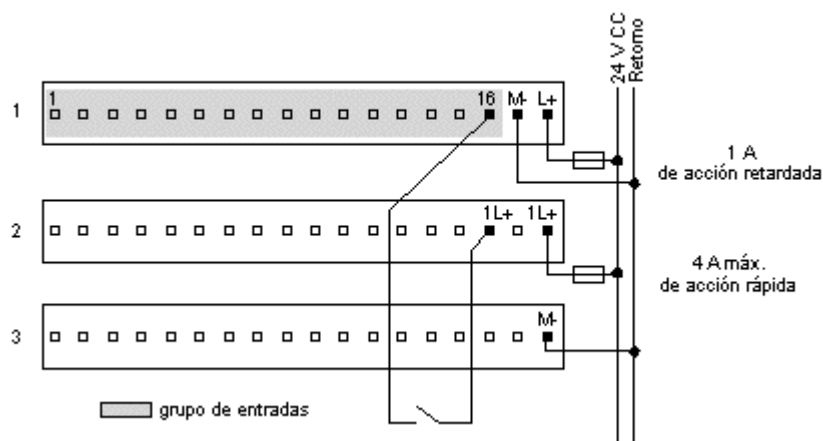 24 V CC
Retorno
1
1
16
M-
L+
1 A
de acción retardada
2
1L+
1L+
4 A máx.
de acción rápida
3
M-
grupo de entradas